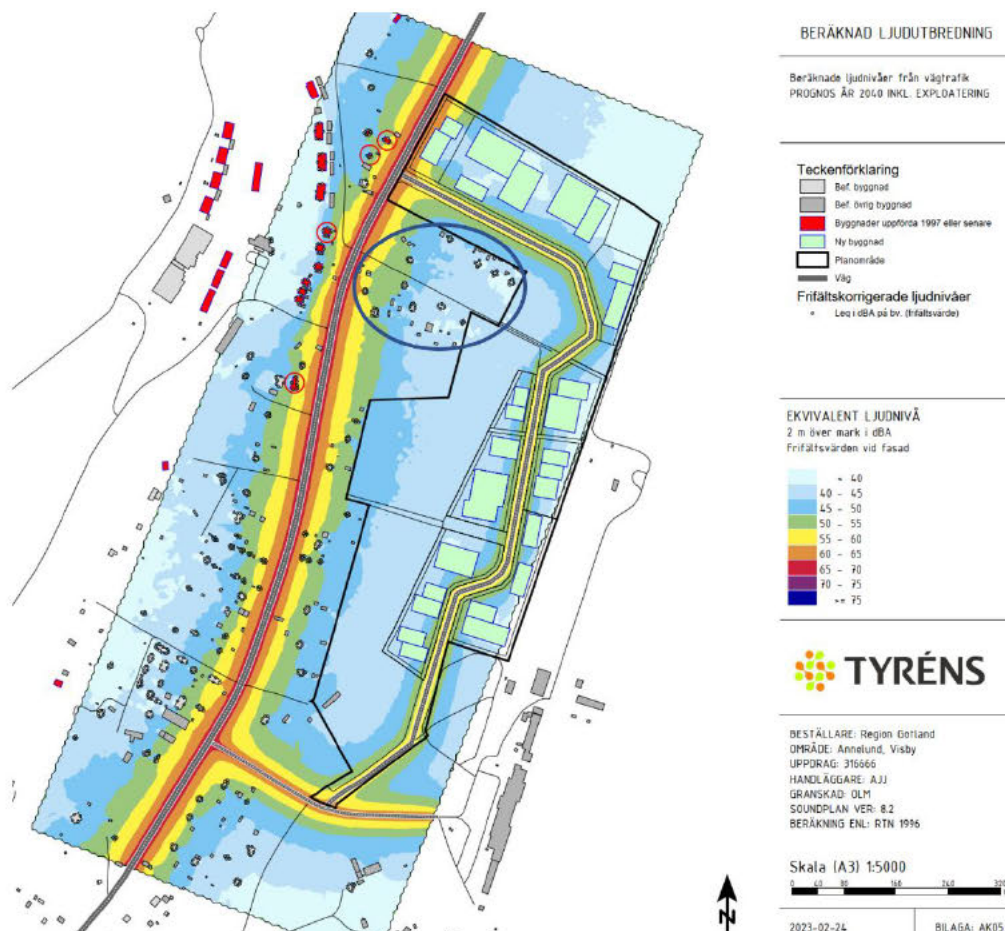 BERÄKNAD LJUDUTBREDNING
Beräknade ljudnivåer från vägtrafik
PROGNOS ÅR 2040 INKL. EXPLOATERING
Teckenförklaring
Bef. byggnad
Bef. övrig byggnad
Byggnader uppförda 1997 eller senare
Ny byggnad
Planområde
Väg
Frifältskorrigerade ljudnivåer
Leq i dBA på bv. (frifältsvärde)
EKVIVALENT LJUDNIVÅ
2 m över mark i dBA
Frifältsvärden vid fasad
< 40
40 - 45
45 - 50
50 - 55
55 - 60
60 - 65
65 - 70
70 - 75
>= 75
TYRÉNS
BESTÄLLARE: Region Gotland
OMRÅDE: Annelund, Visby
UPPDRAG: 316666
HANDLÄGGARE: AJJ
GRANSKAD: OLM
SOUNDPLAN VER: 8.2
BERÄKNING ENL: RTN 1996
Skala (A3) 1:5000
0 40 80 160 240 320
N
2023-02-24 BILAGA: AK05